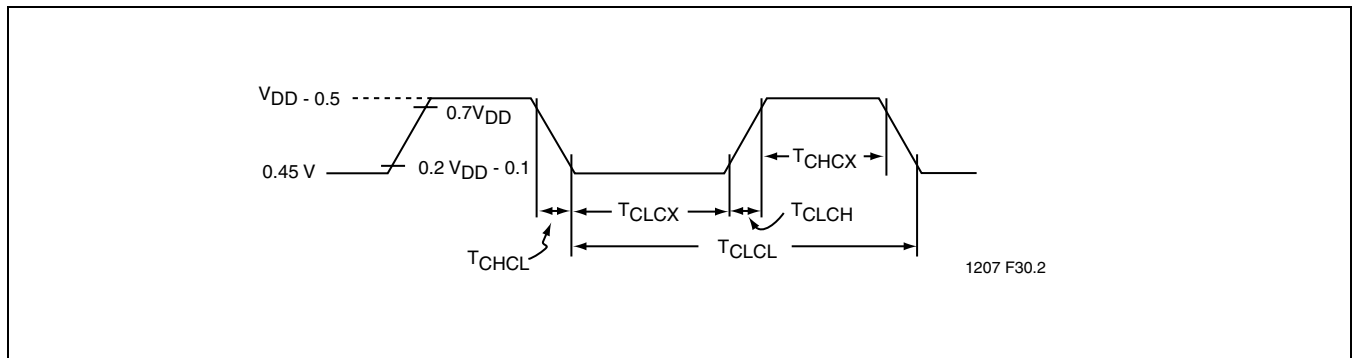 VDD - 0.5
0.7VDD
0.45 V
0.2 VDD - 0.1
TCHCX
TCLCX
TCLCH
TCHCL
TCLCL
1207 F30.2